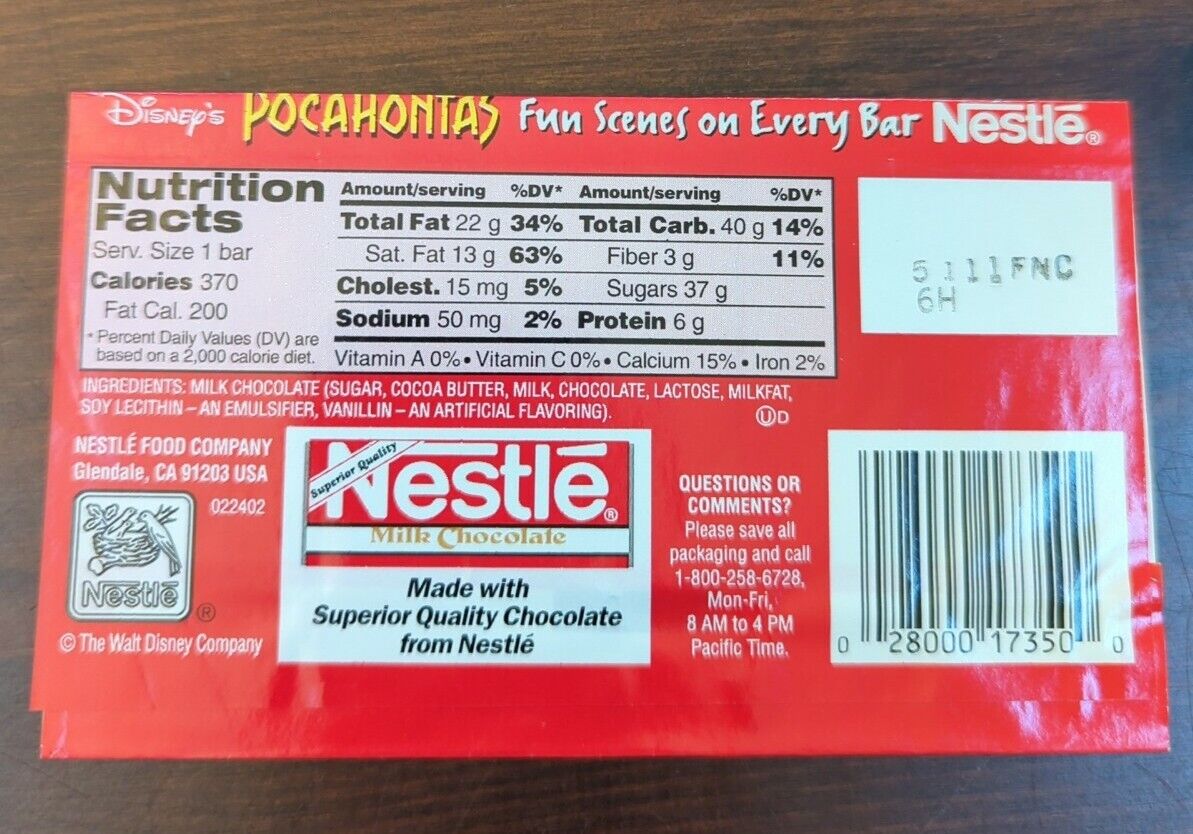 Disney's POCAHONTAS Fun Scenes on Every Bar Nestlé®
Nutrition
Facts
Serv. Size 1 bar
Calories 370
Fat Cal. 200
*Percent Daily Values (DV) are
based on a 2,000 calorie diet.
Amount/serving %DV* Amount/serving %DV*
Total Fat 22 g 34% Total Carb. 40 g 14%
Sat. Fat 13 g 63% Fiber 3 g 11%
Cholest. 15 mg 5% Sugars 37 g
Sodium 50 mg 2% Protein 6 g
Vitamin A 0% • Vitamin C 0% • Calcium 15% • Iron 2%
5111FNC
6H
INGREDIENTS: MILK CHOCOLATE (SUGAR, COCOA BUTTER, MILK, CHOCOLATE, LACTOSE, MILKFAT,
SOY LECITHIN – AN EMULSIFIER, VANILLIN – AN ARTIFICIAL FLAVORING).
ⓊD
NESTLÉ FOOD COMPANY
Glendale, CA 91203 USA
022402
Nestlé®
© The Walt Disney Company
Superior Quality
Nestlé®
Milk Chocolate
Made with
Superior Quality Chocolate
from Nestlé
QUESTIONS OR
COMMENTS?
Please save all
packaging and call
1-800-258-6728,
Mon-Fri,
8 AM to 4 PM
Pacific Time.
0 28000 17350 0